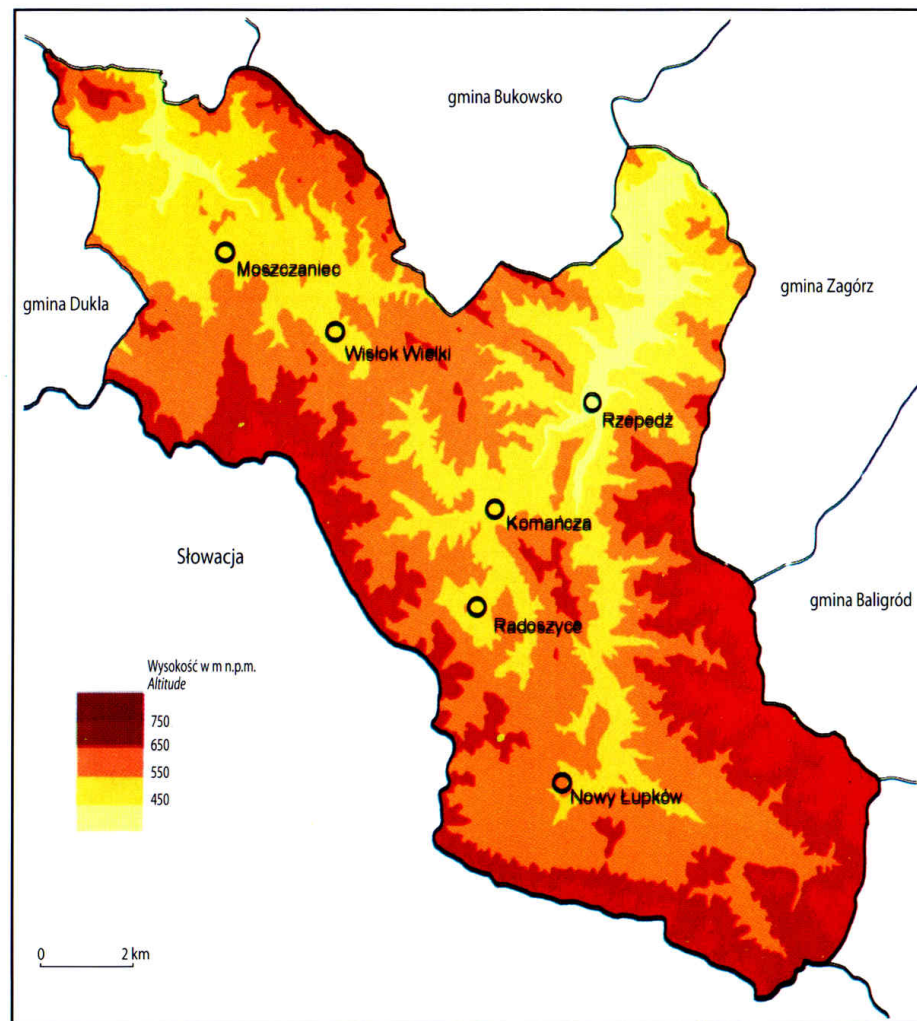 gmina Bukowsko
gmina Zagórz
Moszczaniec
gmina Dukla
Wisłok Wielki
Rzepedź
Komańcza
Słowacja
gmina Baligród
Radoszyce
Wysokość w m n.p.m.
Altitude
750
650
550
450
Nowy Łupków
0 2 km